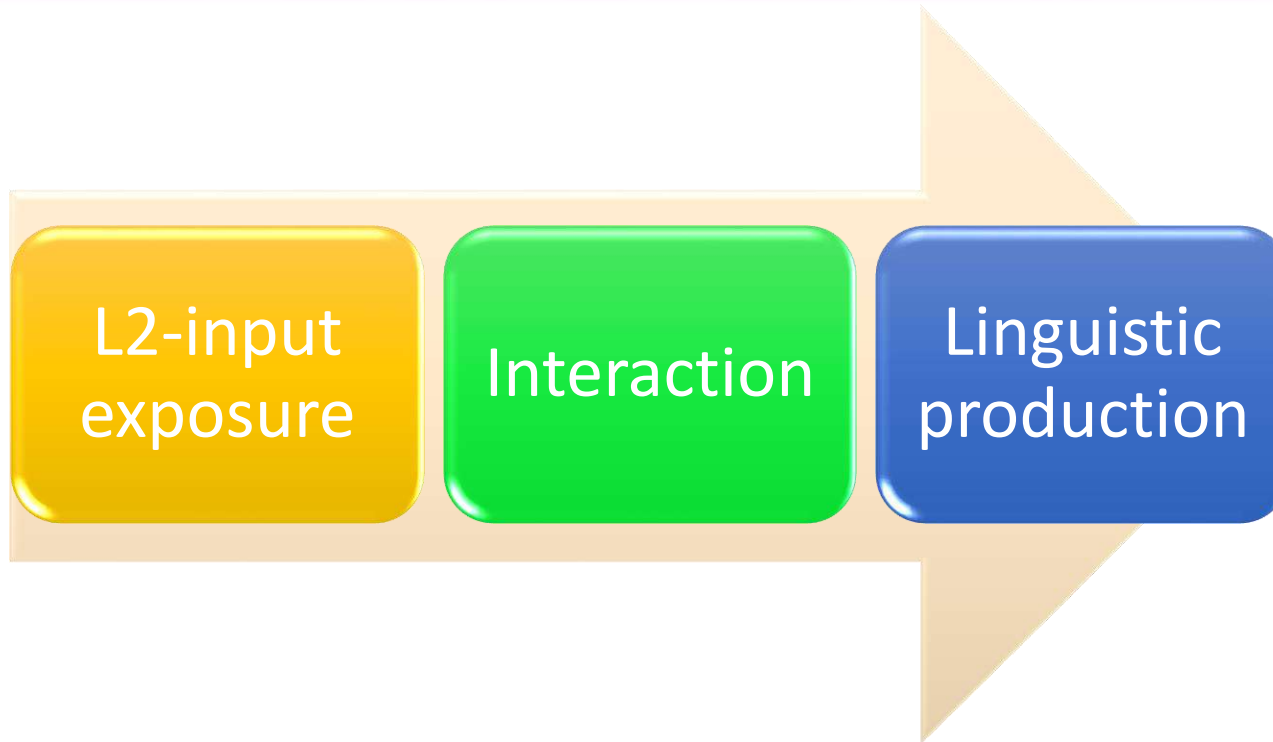 L2-input
exposure
Interaction
Linguistic
production